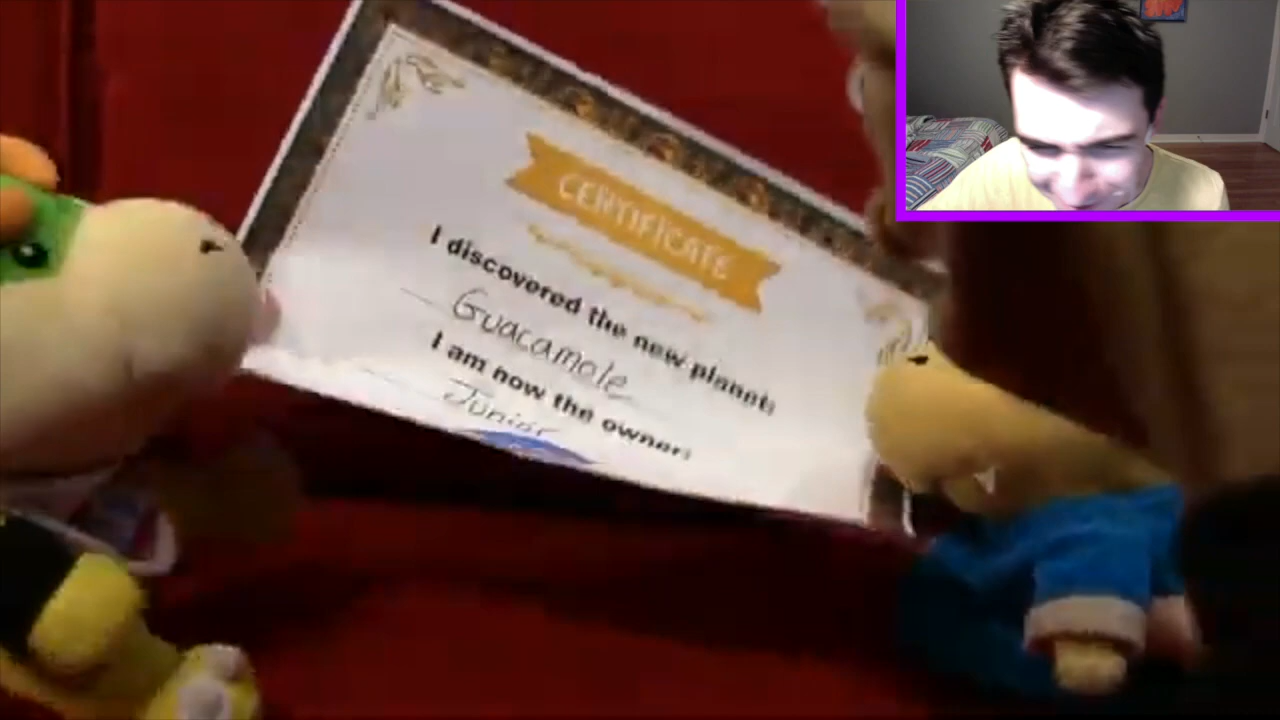 CERTIFICATE
I discovered the new planet:
Guacamole
I am now the owner:
Junior